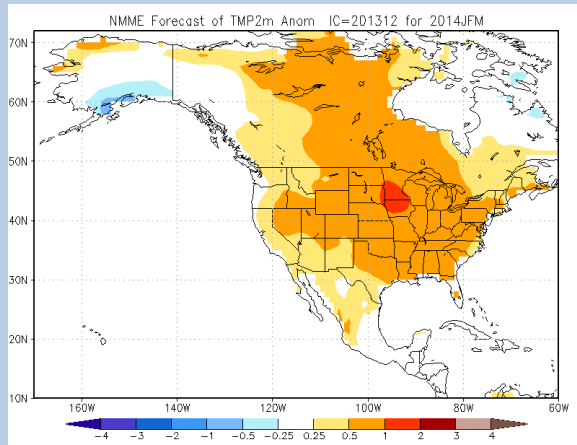 NMME Forecast of TMP2m Anom IC=201312 for 2014JFM
70N
60N
50N
40N
30N
20N
10N
160W 140W 120W 100W 80W 60W
-4 -3 -2 -1 -0.5 -0.25 0.25 0.5 1 2 3 4